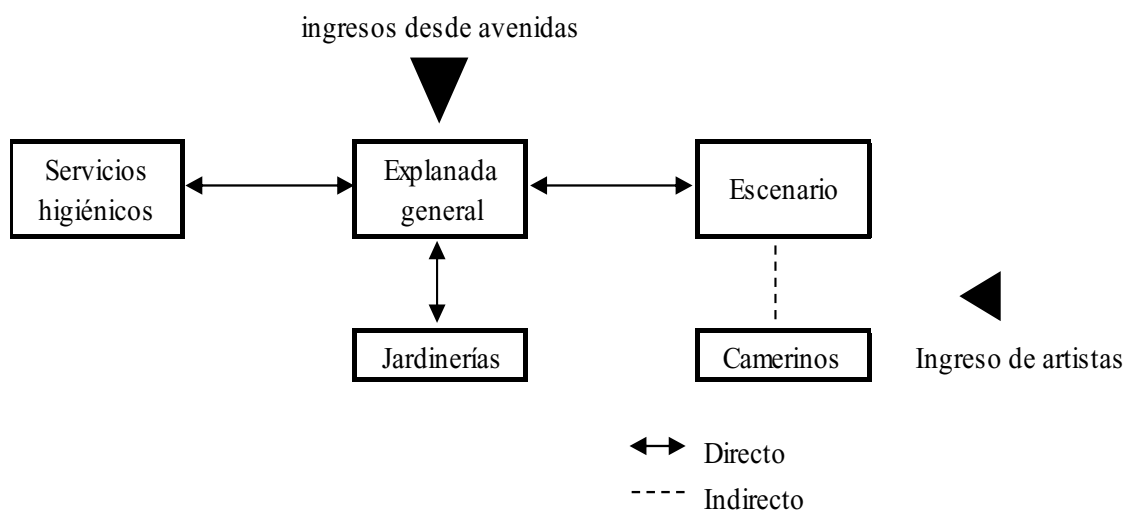 ingresos desde avenidas
Servicios
higiénicos
Explanada
general
Escenario
Jardinerías
Camerinos
Ingreso de artistas
Directo
Indirecto